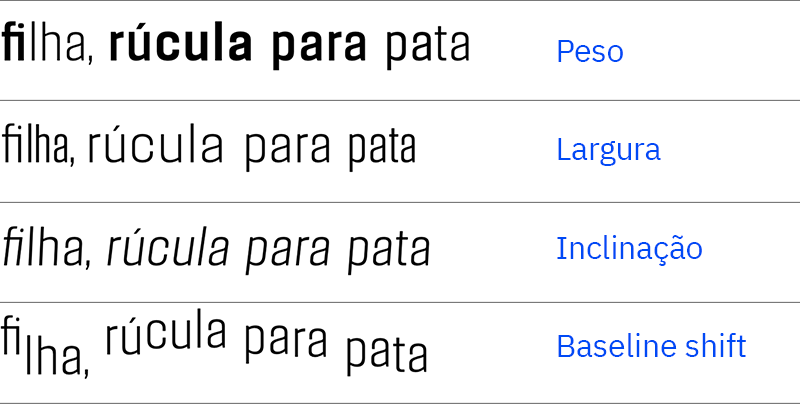 filha, rúcula para pata Peso
filha, rúcula para pata Largura
filha, rúcula para pata Inclinação
filha, rúcula para pata Baseline shift